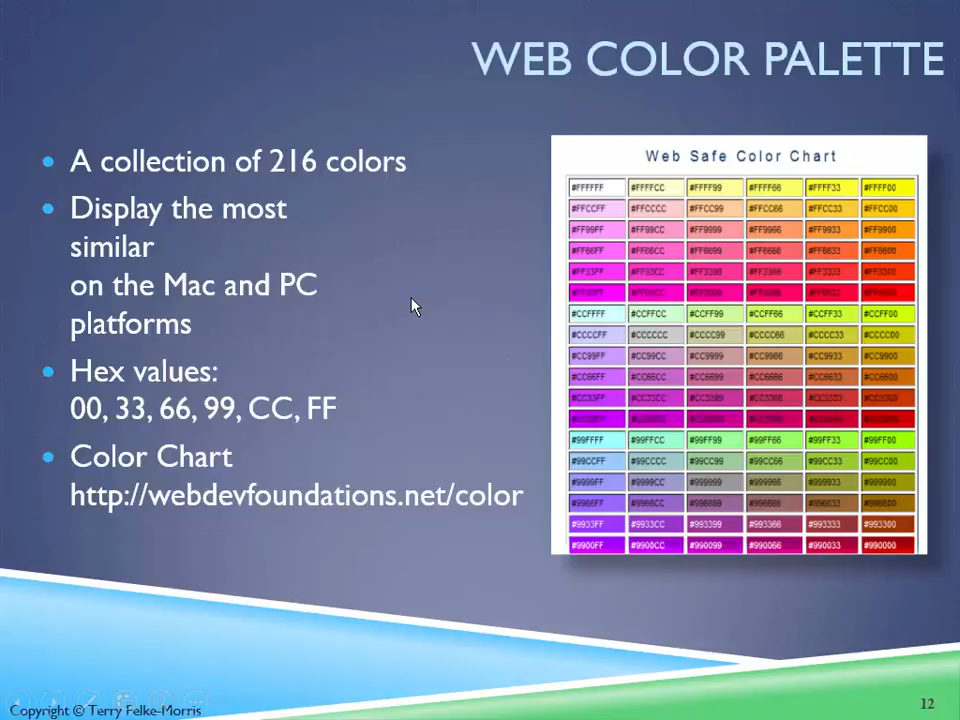 WEB COLOR PALETTE
A collection of 216 colors
Display the most
similar
on the Mac and PC
platforms
Hex values:
00, 33, 66, 99, CC, FF
Color Chart
http://webdevfoundations.net/color
Web Safe Color Chart
#FFFFFF #FFFFCC #FFFF99 #FFFF66 #FFFF33 #FFFF00
#FFCCFF #FFCCCC #FFCC99 #FFCC66 #FFCC33 #FFCC00
#FF99FF #FF99CC #FF9999 #FF9966 #FF9933 #FF9900
#FF66FF #FF66CC #FF6699 #FF6666 #FF6633 #FF6600
#FF33FF #FF33CC #FF3399 #FF3366 #FF3333 #FF3300
#CCFFFF #CCFFCC #CCFF99 #CCFF66 #CCFF33 #CCFF00
#CCCCFF #CCCCCC #CCCC99 #CCCC66 #CCCC33 #CCCC00
#CC99FF #CC99CC #CC9999 #CC9966 #CC9933 #CC9900
#CC66FF #CC66CC #CC6699 #CC6666 #CC6633 #CC6600
#CC33FF #CC33CC #CC3399 #CC3366 #CC3333 #CC3300
#99FFFF #99FFCC #99FF99 #99FF66 #99FF33 #99FF00
#99CCFF #99CCCC #99CC99 #99CC66 #99CC33 #99CC00
#9999FF #9999CC #999999 #999966 #999933 #999900
#9966FF #9966CC #996699 #996666 #996633 #996600
#9933FF #9933CC #993399 #993366 #993333 #993300
#9900FF #9900CC #990099 #990066 #990033 #990000
Copyright © Terry Felke-Morris
12